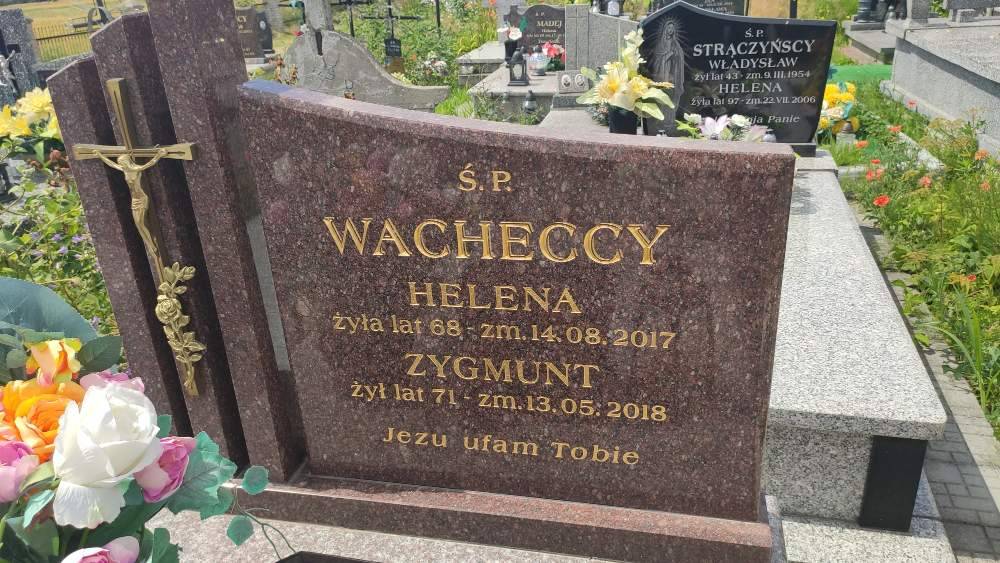 Ś.P.
WACHECCY
HELENA
żyła lat 68 - zm. 14.08.2017
ZYGMUNT
żył lat 71 - zm. 13.05.2018
Jezu ufam Tobie
Ś.P.
STRĄCZYŃSCY
WŁADYSŁAW
żył lat 43 - zm. 9.III.1954
HELENA
żyła lat 97 - zm. 22.VII.2006
Panie
MADEJ
Helena